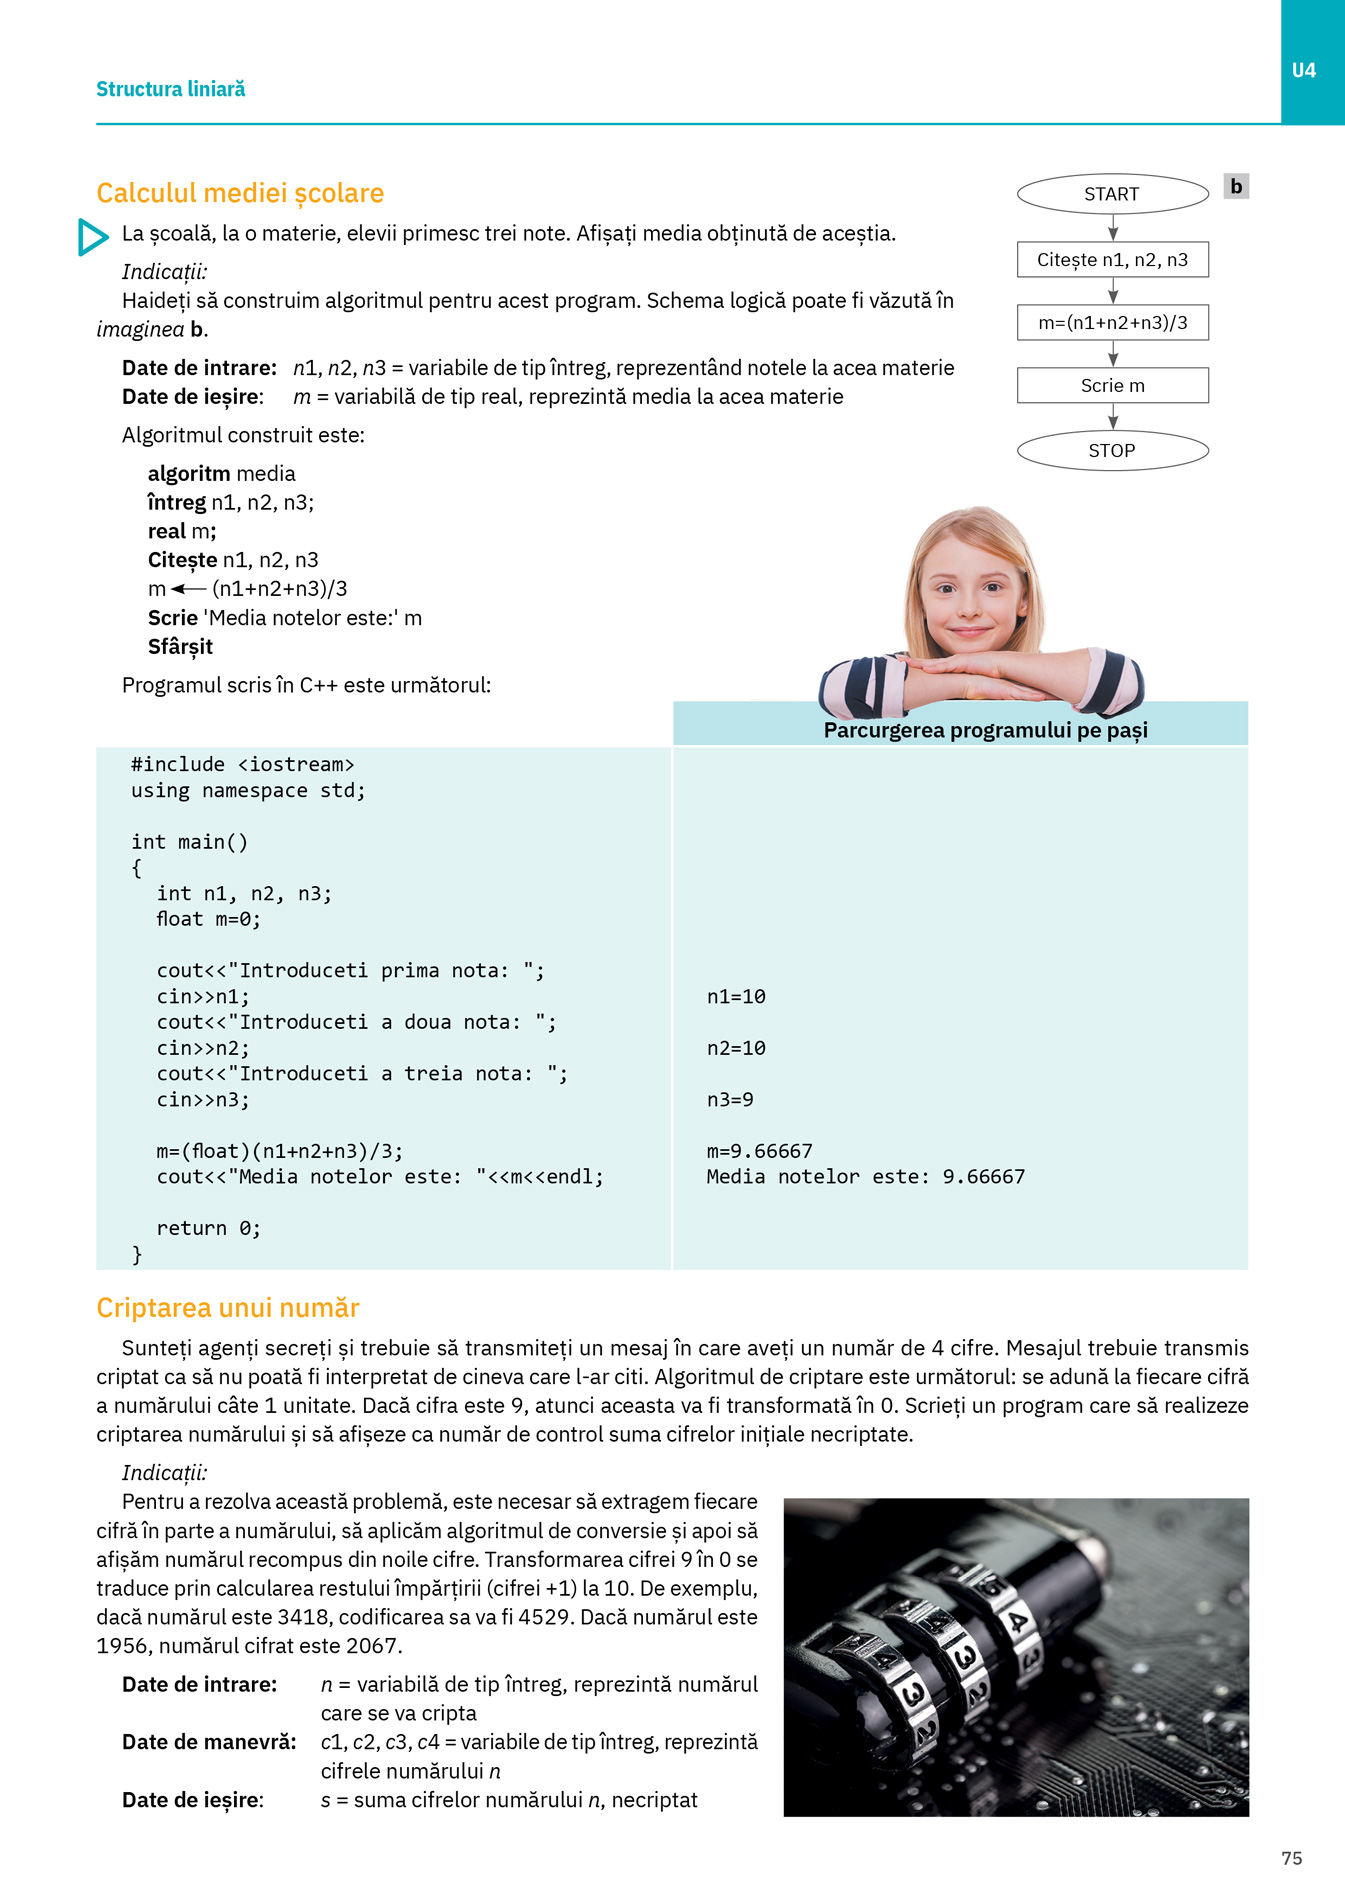 U4
Structura liniară
Calculul mediei școlare
La școală, la o materie, elevii primesc trei note. Afișați media obținută de aceștia.
Indicații:
Haideți să construim algoritmul pentru acest program. Schema logică poate fi văzută în
imaginea b.
Date de intrare: n1, n2, n3 = variabile de tip întreg, reprezentând notele la acea materie
Date de ieșire: m = variabilă de tip real, reprezintă media la acea materie
Algoritmul construit este:
algoritm media
întreg n1, n2, n3;
real m;
Citește n1, n2, n3
m ← (n1+n2+n3)/3
Scrie 'Media notelor este:' m
Sfârșit
Programul scris în C++ este următorul:
b
START
Citește n1, n2, n3
m=(n1+n2+n3)/3
Scrie m
STOP
Parcurgerea programului pe pași
#include <iostream>
using namespace std;
int main()
{
int n1, n2, n3;
float m=0;
cout<<"Introduceti prima nota: ";
cin>>n1; n1=10
cout<<"Introduceti a doua nota: ";
cin>>n2; n2=10
cout<<"Introduceti a treia nota: ";
cin>>n3; n3=9
m=(float)(n1+n2+n3)/3; m=9.66667
cout<<"Media notelor este: "<<m<<endl; Media notelor este: 9.66667
return 0;
}
Criptarea unui număr
Sunteți agenți secreți și trebuie să transmiteți un mesaj în care aveți un număr de 4 cifre. Mesajul trebuie transmis
criptat ca să nu poată fi interpretat de cineva care l-ar citi. Algoritmul de criptare este următorul: se adună la fiecare cifră
a numărului câte 1 unitate. Dacă cifra este 9, atunci aceasta va fi transformată în 0. Scrieți un program care să realizeze
criptarea numărului și să afișeze ca număr de control suma cifrelor inițiale necriptate.
Indicații:
Pentru a rezolva această problemă, este necesar să extragem fiecare
cifră în parte a numărului, să aplicăm algoritmul de conversie și apoi să
afișăm numărul recompus din noile cifre. Transformarea cifrei 9 în 0 se
traduce prin calcularea restului împărțirii (cifrei +1) la 10. De exemplu,
dacă numărul este 3418, codificarea sa va fi 4529. Dacă numărul este
1956, numărul cifrat este 2067.
Date de intrare: n = variabilă de tip întreg, reprezintă numărul
care se va cripta
Date de manevră: c1, c2, c3, c4 = variabile de tip întreg, reprezintă
cifrele numărului n
Date de ieșire: s = suma cifrelor numărului n, necriptat
75